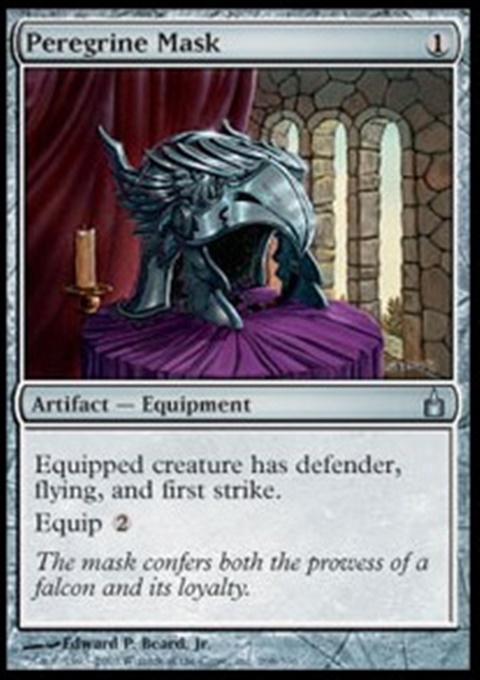 Peregrine Mask 1
Artifact — Equipment
Equipped creature has defender,
flying, and first strike.
Equip 2
The mask confers both the prowess of a
falcon and its loyalty.
Edward P. Beard, Jr.